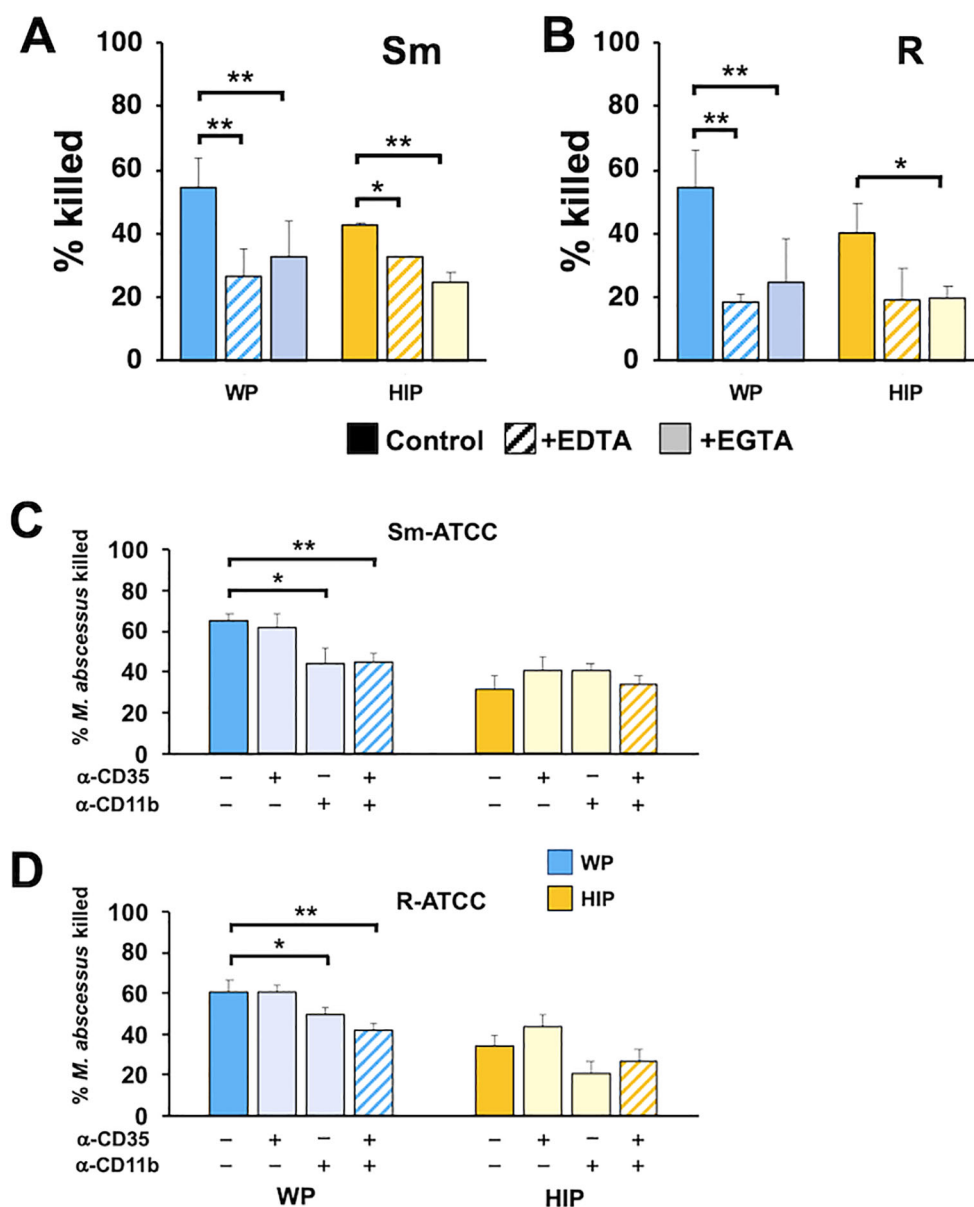 A
Sm
% killed
100
80
60
40
20
0
**
**
**
*
WP
HIP
B
R
% killed
100
80
60
40
20
0
**
**
*
WP
HIP
Control +EDTA +EGTA
C
Sm-ATCC
% M. abscessus killed
100
80
60
40
20
0
**
*
α-CD35 – + – + – + – +
α-CD11b – – + + – – + +
WP
HIP
D
R-ATCC
% M. abscessus killed
100
80
60
40
20
0
**
*
α-CD35 – + – + – + – +
α-CD11b – – + + – – + +
WP HIP